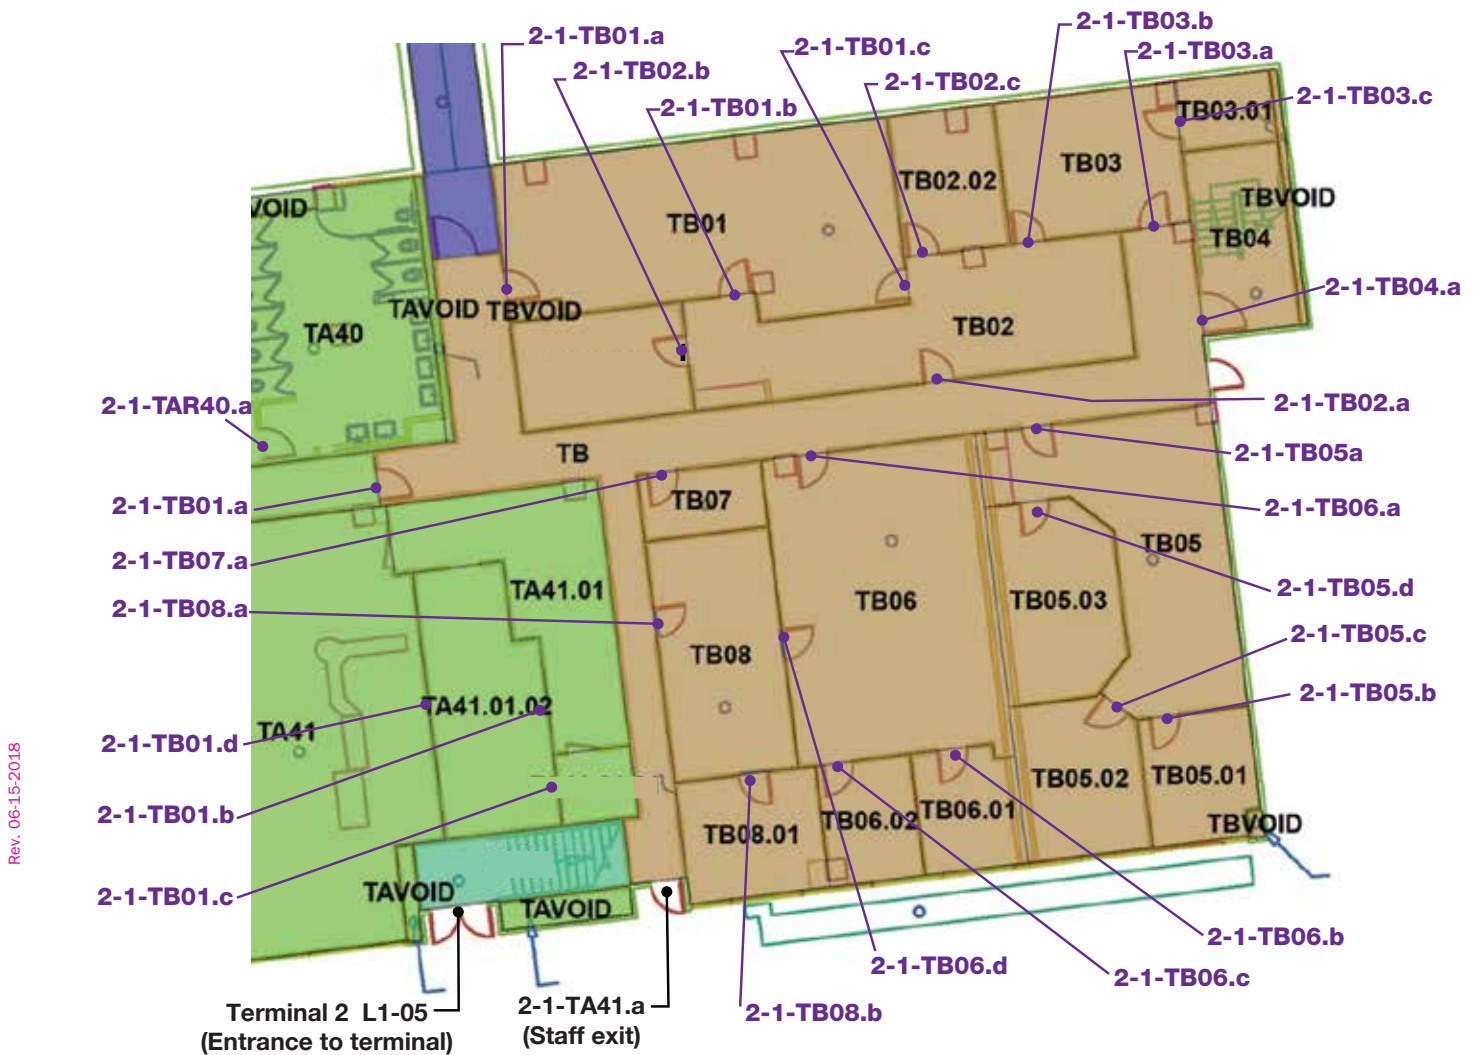 2-1-TB03.b
2-1-TB01.a
2-1-TB01.c
2-1-TB03.a
2-1-TB02.b
2-1-TB02.c
2-1-TB03.c
2-1-TB01.b
TB03.01
TB03
TB02.02
TBVOID
VOID
TB01
TB04
2-1-TB04.a
TAVOID
TBVOID
TB02
TA40
2-1-TAR40.a
2-1-TB02.a
TB
2-1-TB05a
2-1-TB01.a
TB07
2-1-TB06.a
TB05
2-1-TB07.a
TA41.01
2-1-TB05.d
2-1-TB08.a
TB06
TB05.03
2-1-TB05.c
TB08
2-1-TB05.b
TA41.01.02
TA41
2-1-TB01.d
TB05.02
TB05.01
2-1-TB01.b
TB08.01
TB06.02
TB06.01
TBVOID
Rev. 06-15-2018
2-1-TB01.c
TAVOID
TAVOID
2-1-TB06.b
2-1-TB06.d
2-1-TB06.c
Terminal 2 L1-05
(Entrance to terminal)
2-1-TA41.a
(Staff exit)
2-1-TB08.b